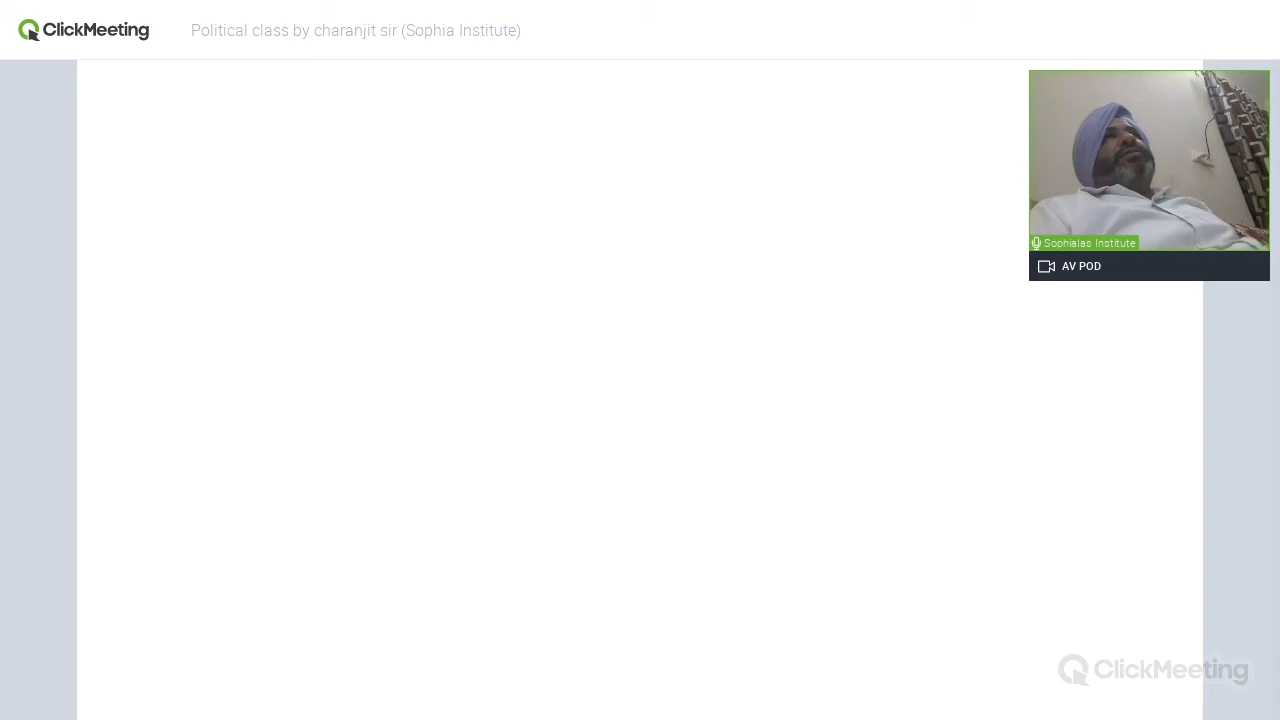 ClickMeeting
Political class by charanjit sir (Sophia Institute)
Sophialas Institute
AV POD
ClickMeeting